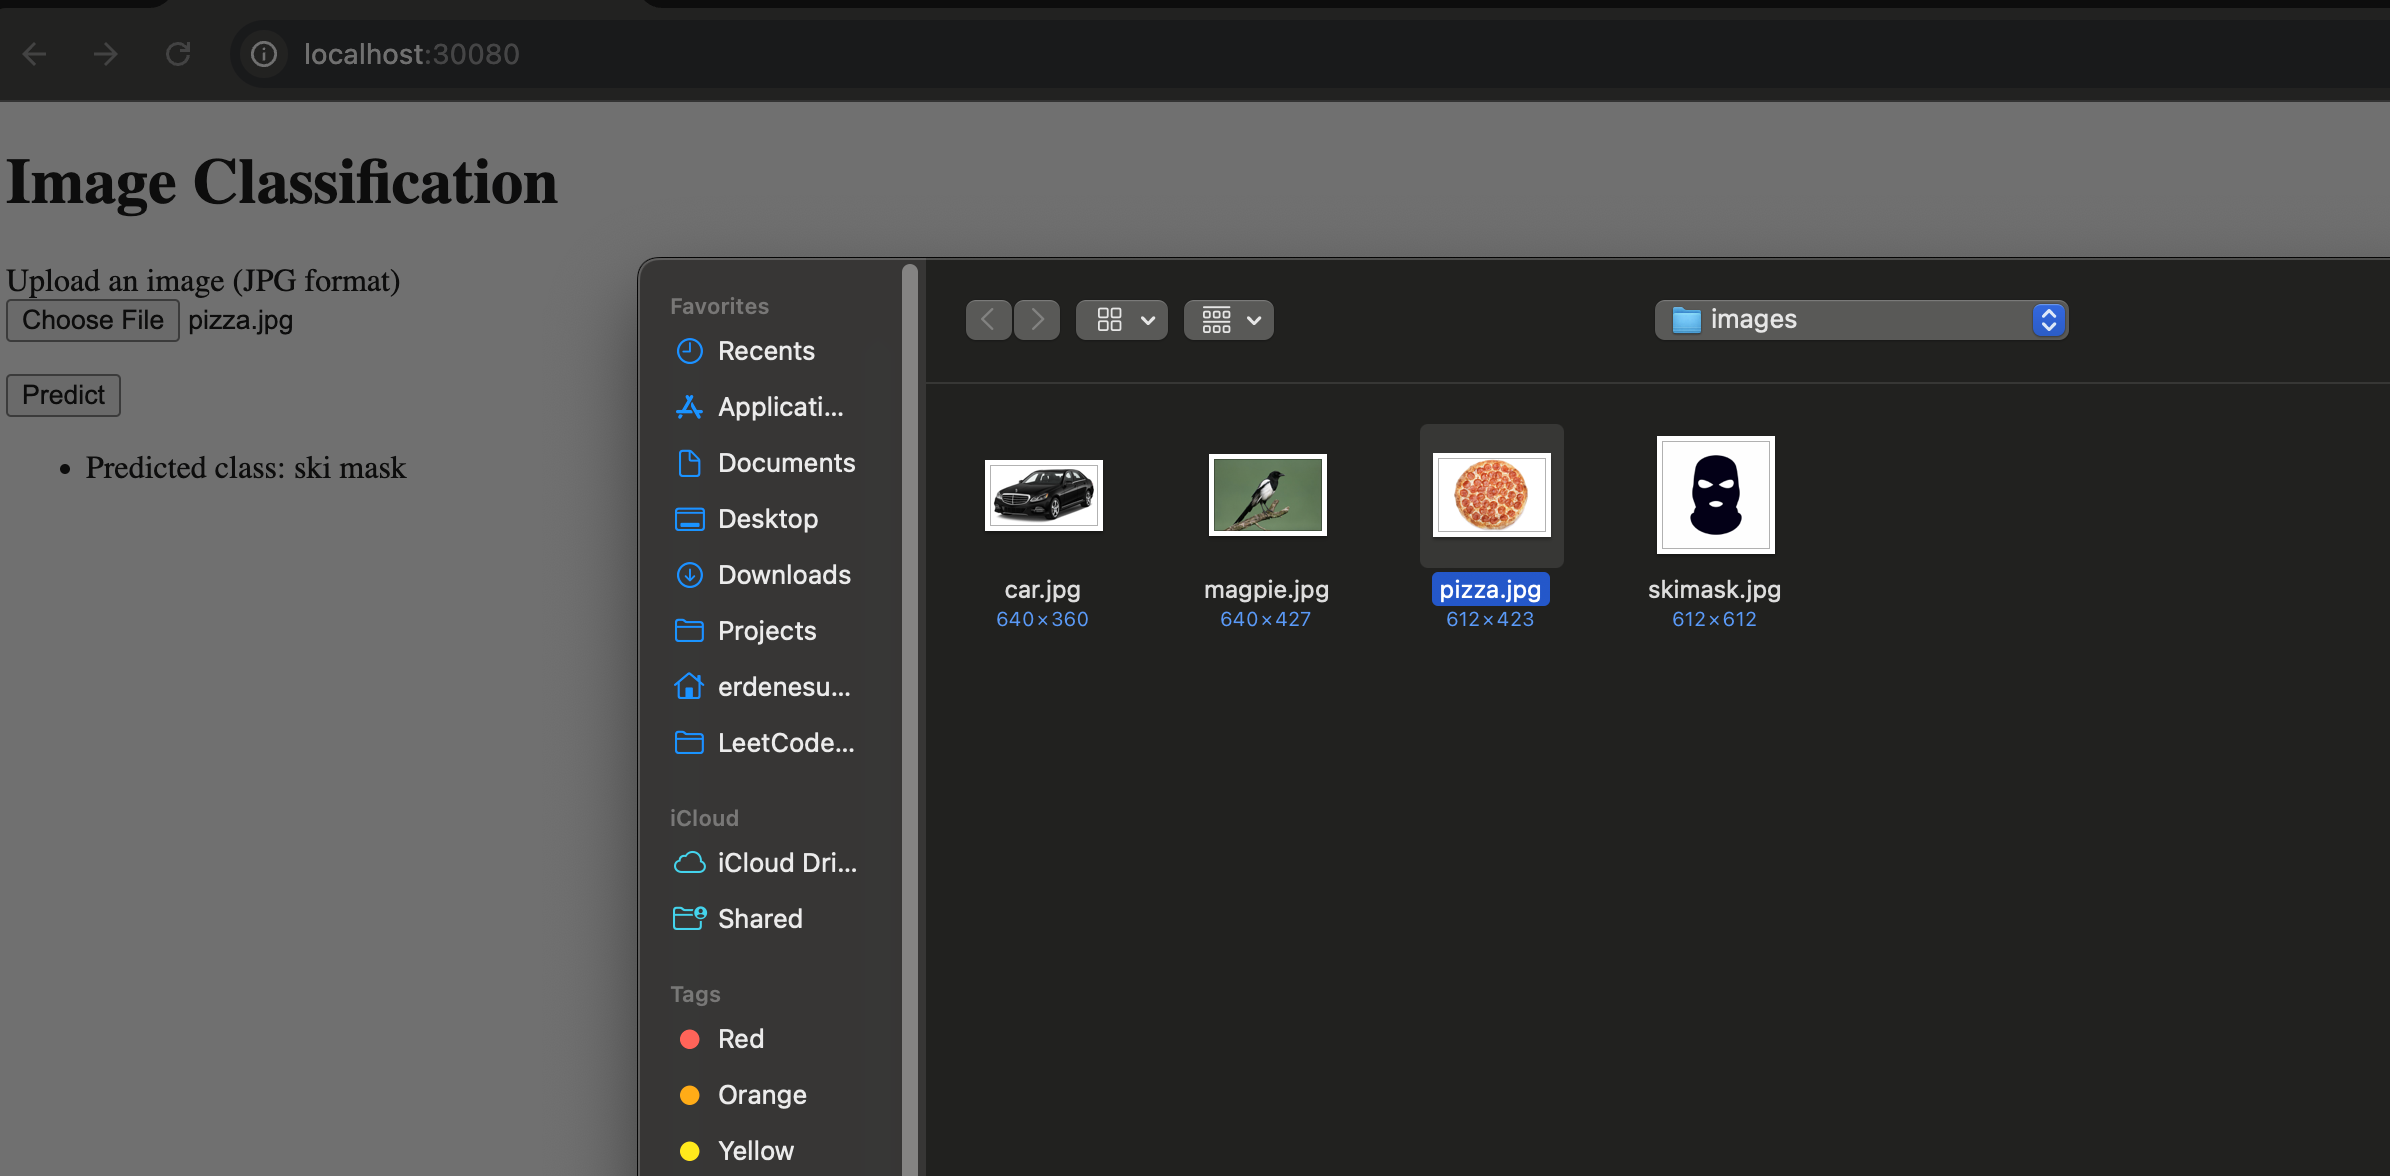 localhost:30080
Image Classification
Upload an image (JPG format)
Choose File pizza.jpg
Predict
Predicted class: ski mask
Favorites
Recents
Applicati...
Documents
Desktop
Downloads
Projects
erdenesu...
LeetCode...
iCloud
iCloud Dri...
Shared
Tags
Red
Orange
Yellow
images
car.jpg magpie.jpg pizza.jpg skimask.jpg
640×360 640×427 612×423 612×612